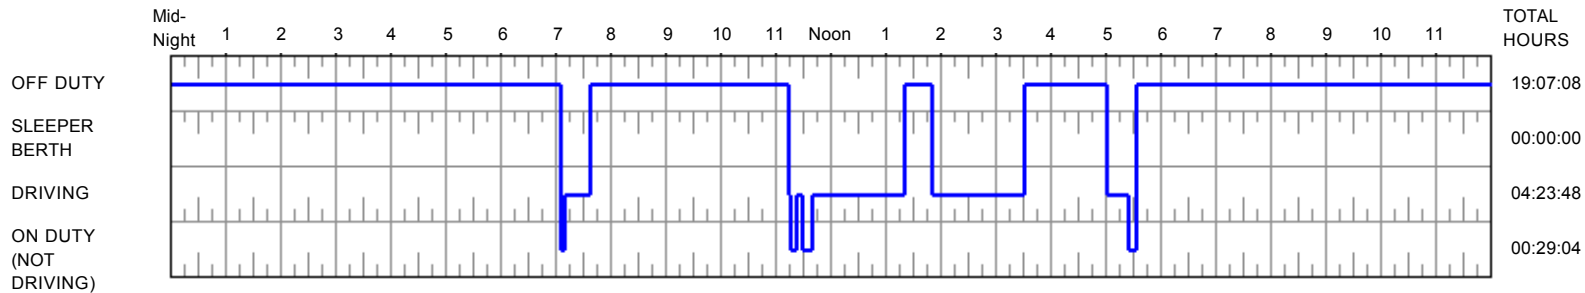 Mid-
Night 1 2 3 4 5 6 7 8 9 10 11 Noon 1 2 3 4 5 6 7 8 9 10 11
TOTAL
HOURS
OFF DUTY 19:07:08
SLEEPER
BERTH 00:00:00
DRIVING 04:23:48
ON DUTY
(NOT
DRIVING) 00:29:04